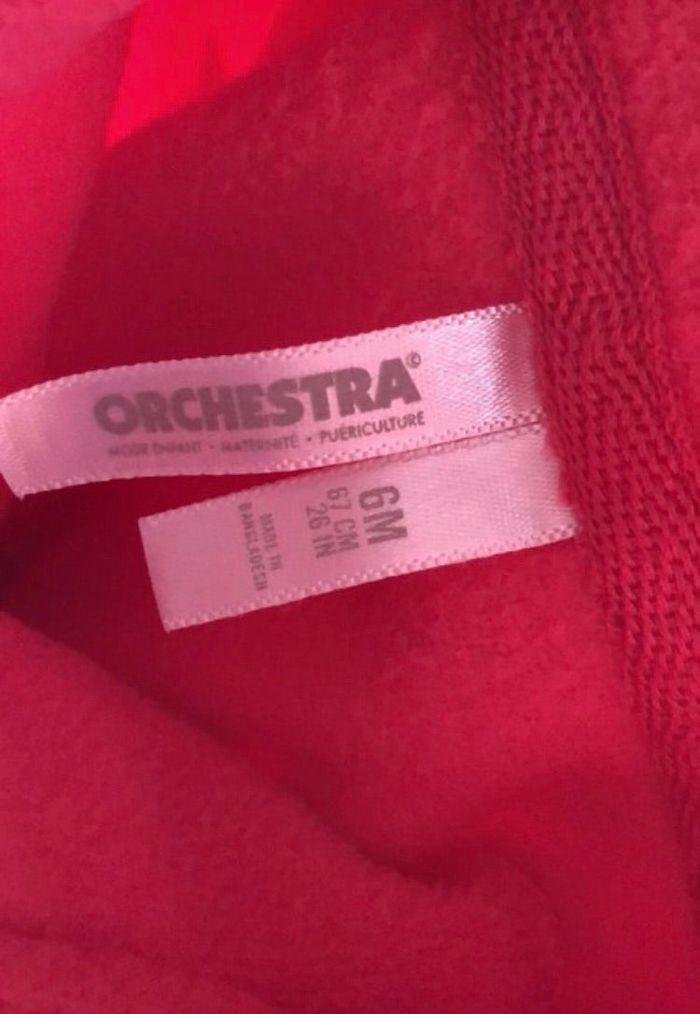 ORCHESTRA©
MODE ENFANT • MATERNITÉ • PUÉRICULTURE
6M
67 CM
26 IN
MADE IN
BANGLADESH